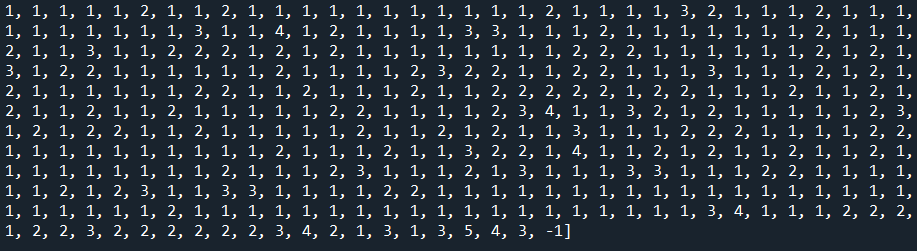 1, 1, 1, 1, 1, 2, 1, 1, 2, 1, 1, 1, 1, 1, 1, 1, 1, 1, 1, 1, 2, 1, 1, 1, 1, 3, 2, 1, 1, 1, 2, 1, 1, 1,
1, 1, 1, 1, 1, 1, 1, 3, 1, 1, 4, 1, 2, 1, 1, 1, 1, 3, 3, 1, 1, 1, 2, 1, 1, 1, 1, 1, 1, 1, 2, 1, 1, 1,
2, 1, 1, 3, 1, 1, 2, 2, 2, 1, 2, 1, 2, 1, 1, 1, 1, 1, 1, 1, 1, 2, 2, 2, 1, 1, 1, 1, 1, 1, 2, 1, 1, 1,
3, 1, 2, 2, 1, 1, 1, 1, 1, 1, 2, 1, 1, 1, 1, 2, 3, 2, 2, 1, 1, 2, 2, 1, 1, 1, 3, 1, 1, 1, 2, 1, 2, 1,
2, 1, 1, 1, 1, 1, 1, 2, 2, 1, 1, 2, 1, 1, 1, 2, 1, 1, 2, 2, 2, 2, 2, 1, 2, 2, 1, 1, 1, 2, 1, 1, 2, 1,
2, 1, 1, 2, 1, 1, 2, 1, 1, 1, 1, 1, 2, 2, 1, 1, 1, 1, 2, 3, 4, 1, 1, 3, 2, 1, 2, 1, 1, 1, 1, 1, 2, 3,
1, 2, 1, 2, 2, 1, 1, 2, 2, 1, 1, 1, 1, 2, 1, 1, 2, 1, 2, 1, 1, 3, 1, 1, 1, 2, 2, 2, 1, 1, 1, 1, 2, 2,
1, 1, 1, 1, 1, 1, 1, 1, 1, 1, 2, 1, 1, 1, 2, 1, 1, 3, 2, 2, 1, 4, 1, 1, 2, 1, 2, 1, 1, 2, 1, 1, 2, 1,
1, 1, 1, 1, 1, 1, 1, 1, 2, 1, 1, 1, 2, 3, 1, 1, 1, 2, 1, 3, 1, 1, 1, 3, 3, 1, 1, 1, 2, 2, 1, 1, 1, 1,
1, 1, 2, 1, 2, 3, 1, 1, 3, 3, 1, 1, 1, 1, 2, 2, 1, 1, 1, 1, 1, 1, 1, 1, 1, 1, 1, 1, 1, 1, 1, 1, 1, 1,
1, 1, 1, 1, 1, 1, 2, 1, 1, 1, 1, 1, 1, 1, 1, 1, 1, 1, 1, 1, 1, 1, 1, 1, 1, 1, 3, 4, 1, 1, 1, 2, 2, 2,
1, 2, 2, 3, 2, 2, 2, 2, 2, 2, 3, 4, 2, 1, 3, 1, 3, 5, 4, 3, -1]